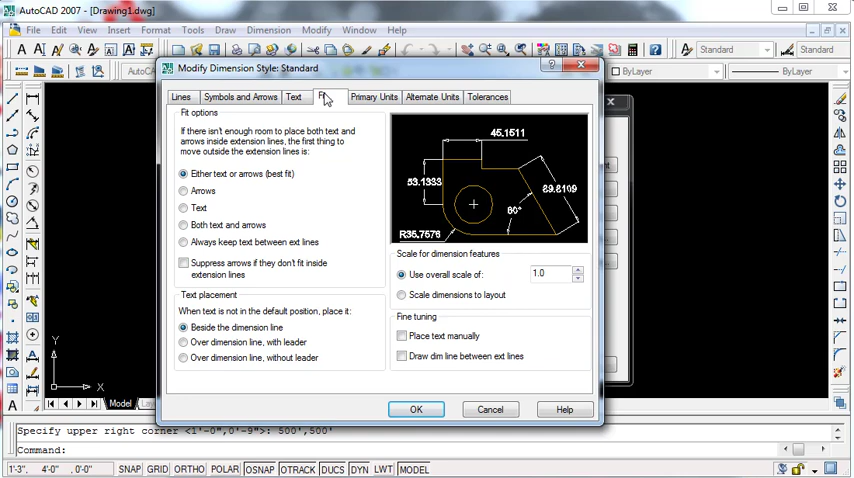 AutoCAD 2007 - [Drawing1.dwg]
File Edit View Insert Format Tools Draw Dimension Modify Window Help
Standard Standard
AutoCA ByLayer ByLayer
Modify Dimension Style: Standard
Lines Symbols and Arrows Text Primary Units Alternate Units Tolerances
Fit options
If there isn't enough room to place both text and
arrows inside extension lines, the first thing to
move outside the extension lines is:
Either text or arrows (best fit)
Arrows
Text
Both text and arrows
Always keep text between ext lines
Suppress arrows if they don't fit inside
extension lines
Text placement
When text is not in the default position, place it:
Beside the dimension line
Over dimension line, with leader
Over dimension line, without leader
45.1511
53.1333
89.8109
60°
R35.7576
Scale for dimension features
Use overall scale of: 1.0
Scale dimensions to layout
Fine tuning
Place text manually
Draw dim line between ext lines
OK Cancel Help
Y
X
Model
Specify upper right corner <1'-0",0'-9">: 500',500'
Command:
1'-3", 4'-0", 0'-0" SNAP GRID ORTHO POLAR OSNAP OTRACK DUCS DYN LWT MODEL